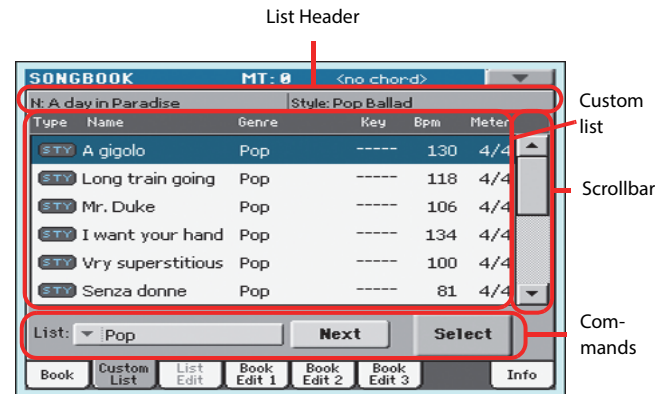 List Header
SONGBOOK MT: 0 <no chord>
N: A day in Paradise Style: Pop Ballad
Custom list
Type Name Genre Key Bpm Meter
STY A gigolo Pop ----- 130 4/4
STY Long train going Pop ----- 118 4/4
Scrollbar
STY Mr. Duke Pop ----- 106 4/4
STY I want your hand Pop ----- 134 4/4
STY Vry superstitious Pop ----- 100 4/4
STY Senza donne Pop ----- 81 4/4
List: Pop Next Select
Com-
mands
Book Custom List List Edit Book Edit 1 Book Edit 2 Book Edit 3 Info